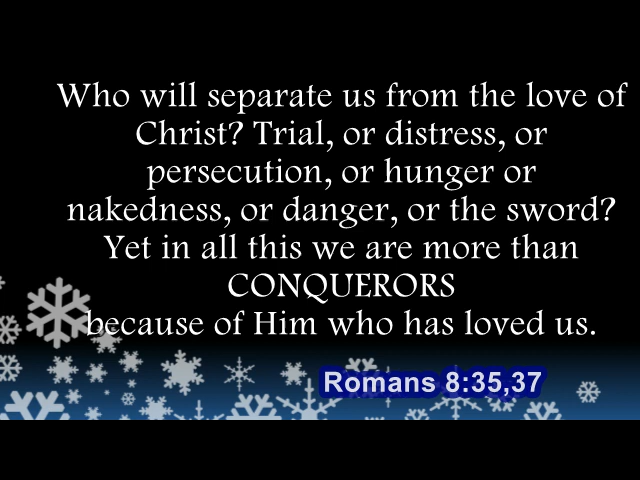 Who will separate us from the love of
Christ? Trial, or distress, or
persecution, or hunger or
nakedness, or danger, or the sword?
Yet in all this we are more than
CONQUERORS
because of Him who has loved us.
Romans 8:35,37